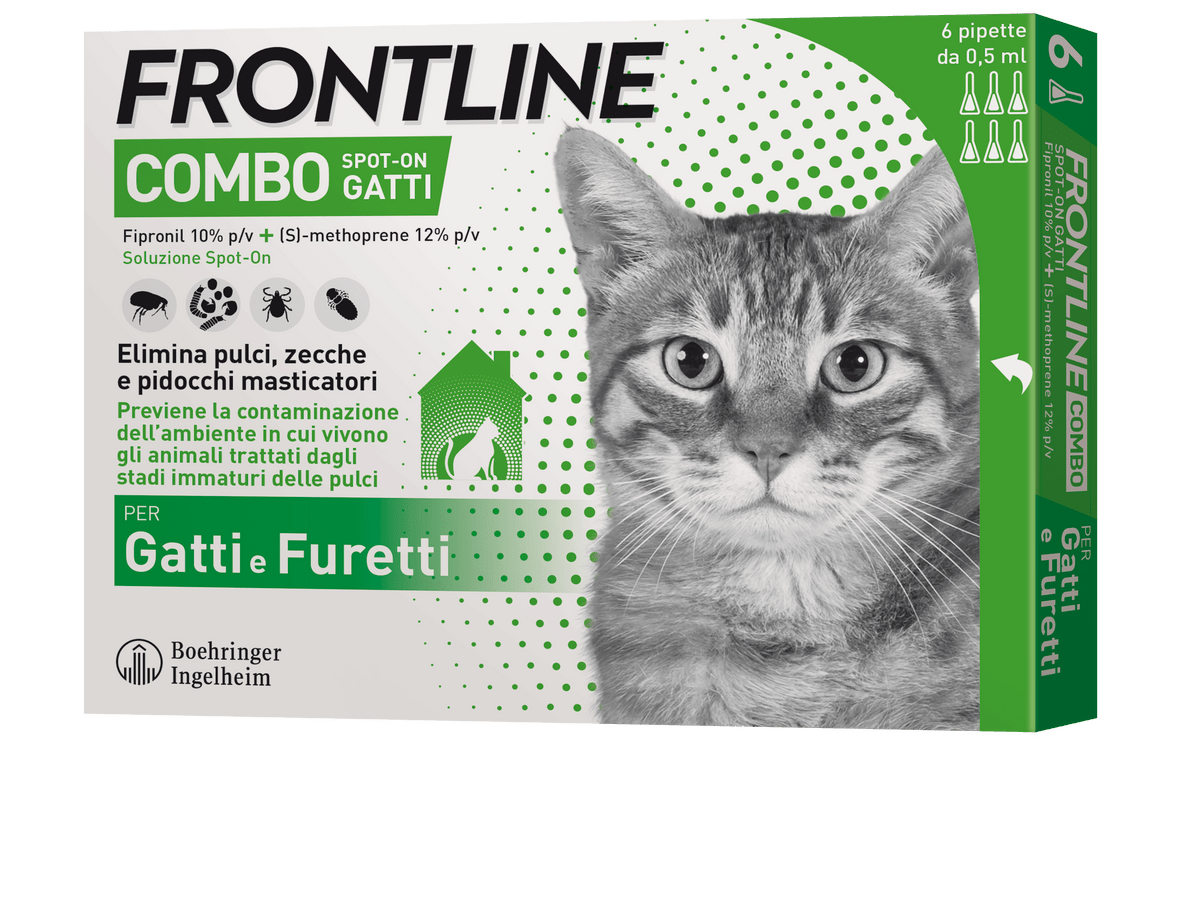 FRONTLINE
COMBO
SPOT-ON
GATTI
Fipronil 10% p/v + (S)-methoprene 12% p/v
Soluzione Spot-On
Elimina pulci, zecche
e pidocchi masticatori
Previene la contaminazione
dell'ambiente in cui vivono
gli animali trattati dagli
stadi immaturi delle pulci
PER
Gatti e Furetti
Boehringer
Ingelheim
6 pipette
da 0,5 ml
6
FRONTLINE COMBO
SPOT-ON GATTI
Fipronil 10% p/v + (S)-methoprene 12% p/v
PER
Gatti
e Furetti